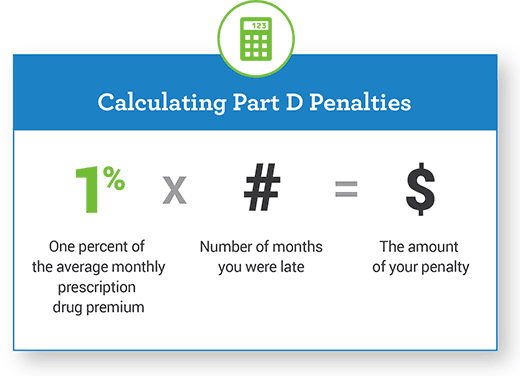 123
Calculating Part D Penalties
1% x # = $
One percent of
the average monthly
prescription
drug premium
Number of months
you were late
The amount
of your penalty